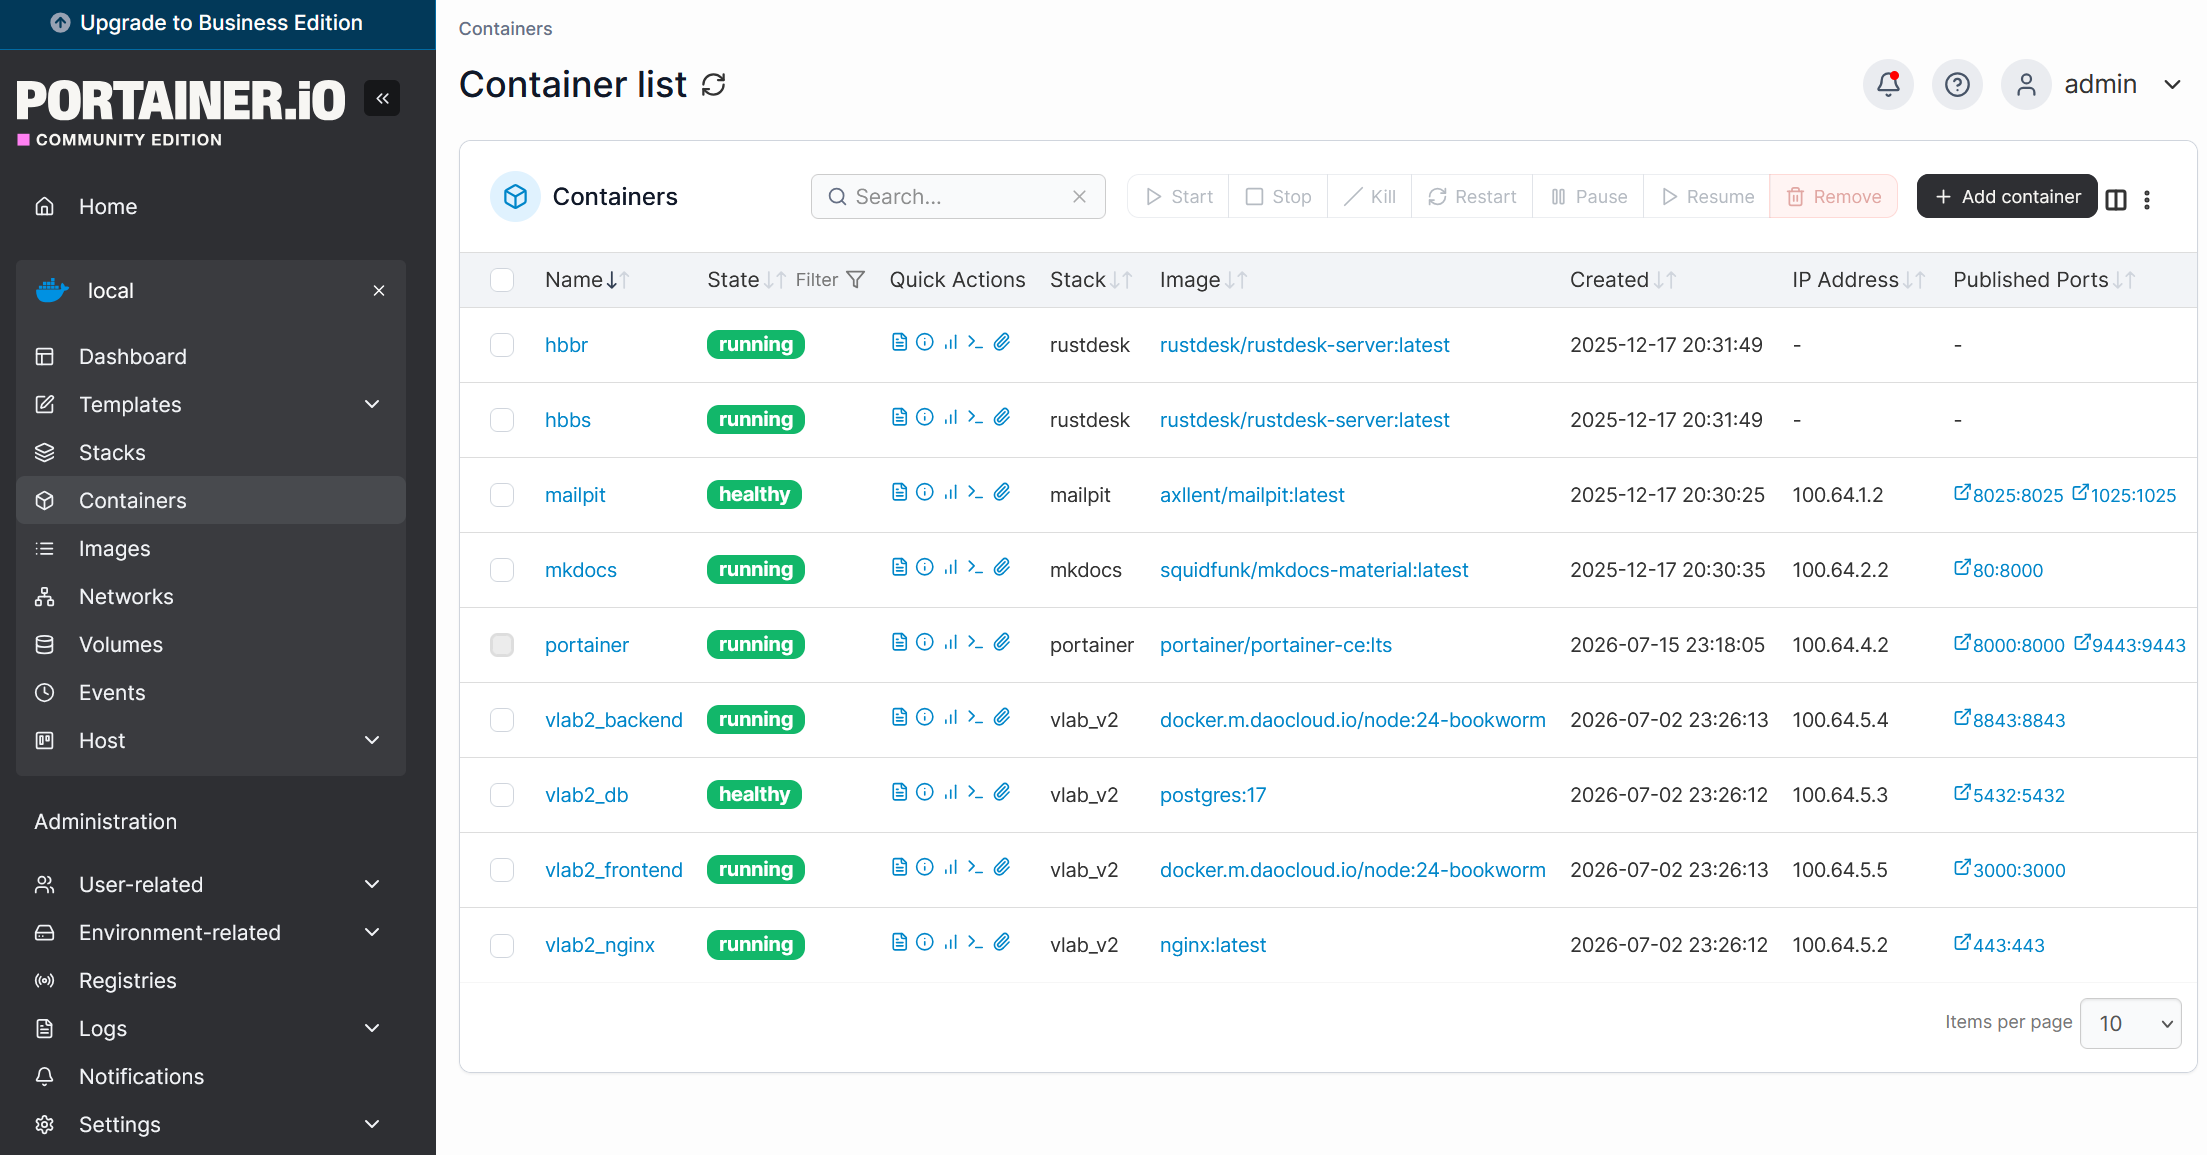 Upgrade to Business Edition
PORTAINER.iO
COMMUNITY EDITION
Home
local
Dashboard
Templates
Stacks
Containers
Images
Networks
Volumes
Events
Host
Administration
User-related
Environment-related
Registries
Logs
Notifications
Settings
Containers
Container list
admin
Containers
Search...
Start
Stop
Kill
Restart
Pause
Resume
Remove
Add container
Name State Filter Quick Actions Stack Image Created IP Address Published Ports
hbbr running rustdesk rustdesk/rustdesk-server:latest 2025-12-17 20:31:49 - -
hbbs running rustdesk rustdesk/rustdesk-server:latest 2025-12-17 20:31:49 - -
mailpit healthy mailpit axllent/mailpit:latest 2025-12-17 20:30:25 100.64.1.2 8025:8025 1025:1025
mkdocs running mkdocs squidfunk/mkdocs-material:latest 2025-12-17 20:30:35 100.64.2.2 80:8000
portainer running portainer portainer/portainer-ce:lts 2026-07-15 23:18:05 100.64.4.2 8000:8000 9443:9443
vlab2_backend running vlab_v2 docker.m.daocloud.io/node:24-bookworm 2026-07-02 23:26:13 100.64.5.4 8843:8843
vlab2_db healthy vlab_v2 postgres:17 2026-07-02 23:26:12 100.64.5.3 5432:5432
vlab2_frontend running vlab_v2 docker.m.daocloud.io/node:24-bookworm 2026-07-02 23:26:13 100.64.5.5 3000:3000
vlab2_nginx running vlab_v2 nginx:latest 2026-07-02 23:26:12 100.64.5.2 443:443
Items per page 10